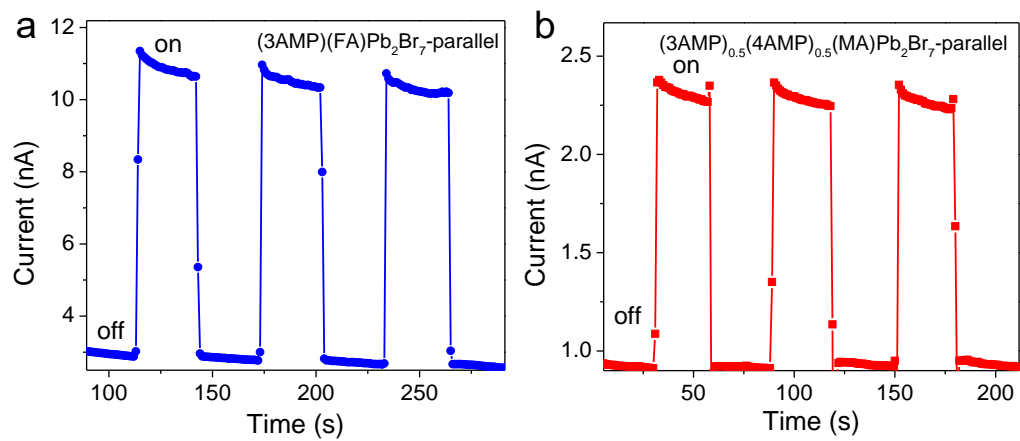 a
12
10
8
6
4
Current (nA)
on
off
(3AMP)(FA)Pb₂Br₇-parallel
100
150
200
250
Time (s)
b
2.5
2.0
1.5
1.0
Current (nA)
(3AMP)₀.₅(4AMP)₀.₅(MA)Pb₂Br₇-parallel
on
off
50
100
150
200
Time (s)